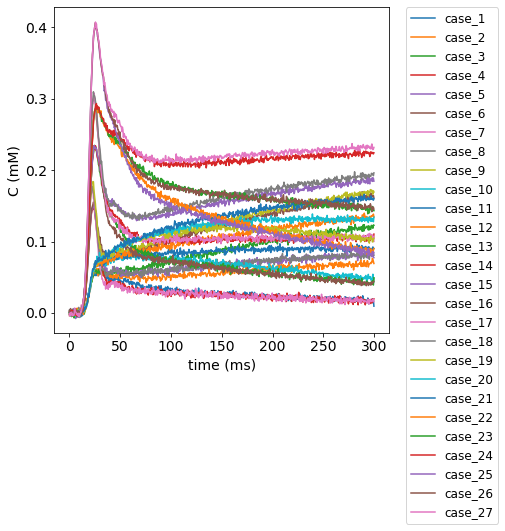 C (mM)
0.4
0.3
0.2
0.1
0.0
0
50
100
150
200
250
300
time (ms)
case_1
case_2
case_3
case_4
case_5
case_6
case_7
case_8
case_9
case_10
case_11
case_12
case_13
case_14
case_15
case_16
case_17
case_18
case_19
case_20
case_21
case_22
case_23
case_24
case_25
case_26
case_27